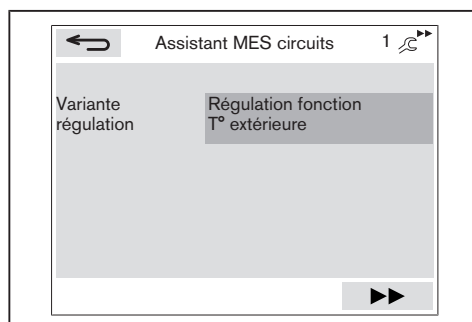 Assistant MES circuits 1
Variante régulation
Régulation fonction T° extérieure